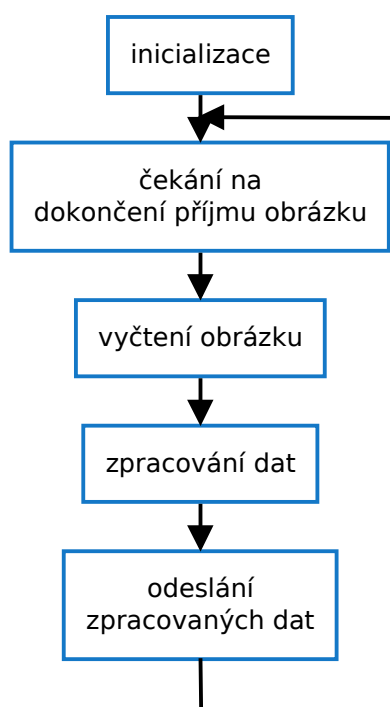 inicializace
čekání na
dokončení příjmu obrázku
vyčtení obrázku
zpracování dat
odeslání
zpracovaných dat